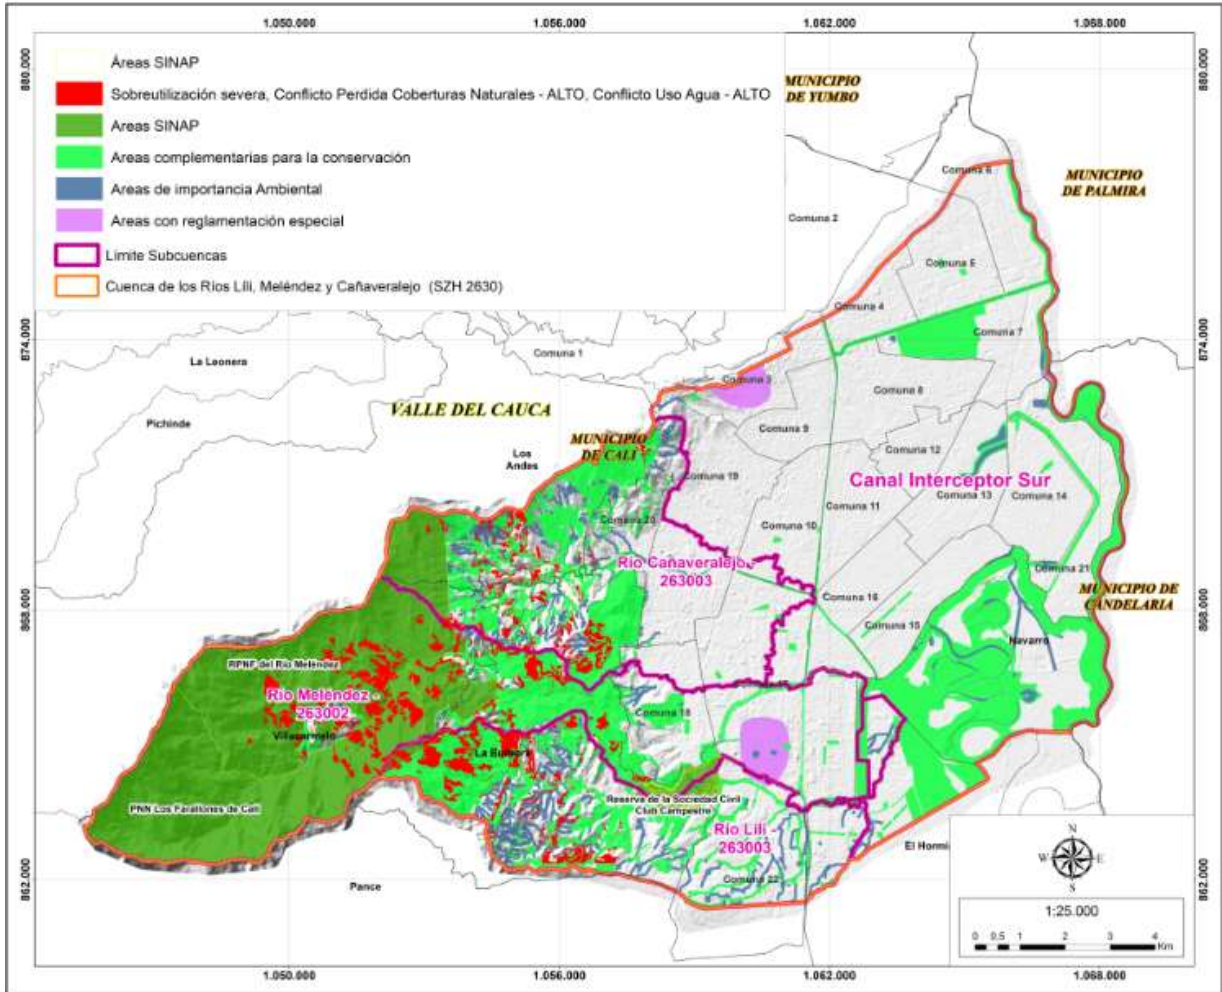 1.050.000 1.056.000 1.062.000 1.068.000
880.000
880.000
Áreas SINAP
Sobreutilización severa, Conflicto Perdida Coberturas Naturales - ALTO, Conflicto Uso Agua - ALTO
Areas SINAP
Areas complementarias para la conservación
Areas de importancia Ambiental
Areas con reglamentación especial
Limite Subcuencas
Cuenca de los Ríos Lili, Meléndez y Cañaveralejo (SZH 2630)
MUNICIPIO
DE YUMBO
MUNICIPIO
DE PALMIRA
Comuna 6
Comuna 2
Comuna 5
Comuna 4
Comuna 7
874.000
874.000
Comuna 1
La Leonera
Comuna 3
Comuna 8
VALLE DEL CAUCA
Pichinde
Comuna 9
MUNICIPIO
DE CALI
Los
Andes
Comuna 12
Comuna 19
Canal Interceptor Sur
Comuna 13
Comuna 14
Comuna 11
Comuna 20
Comuna 10
Río Cañaveralejo -
263003
Comuna 21
MUNICIPIO DE
CANDELARIA
868.000
868.000
Comuna 16
Comuna 15
Navarro
RPNF del Río Meléndez
Río Meléndez -
263002
Villacarmelo
Comuna 18
La Buitrera
PNN Los Farallones de Cali
Reserva de la Sociedad Civil
Club Campestre
Río Lili -
263003
El Hormi
Comuna 22
Pance
862.000
862.000
N
W E
S
1:25.000
0 0.5 1 2 3 4
Km
1.050.000 1.056.000 1.062.000 1.068.000